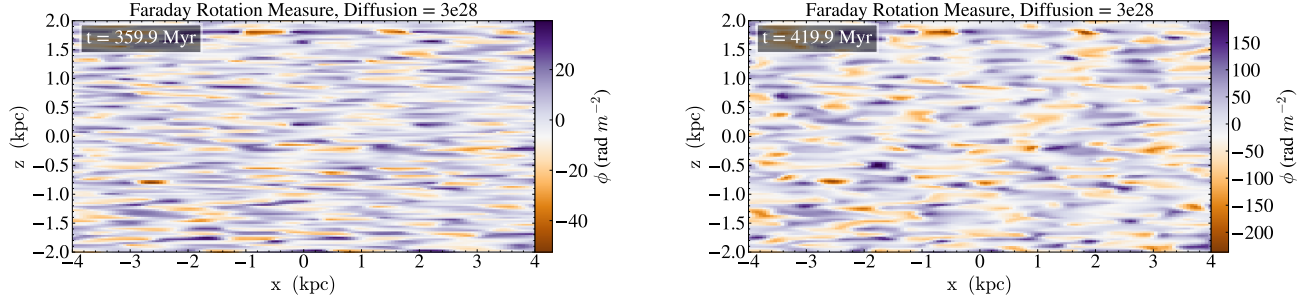 Faraday Rotation Measure, Diffusion = 3e28
t = 359.9 Myr
2.0
1.5
1.0
0.5
0.0
−0.5
−1.0
−1.5
−2.0
z (kpc)
−4 −3 −2 −1 0 1 2 3 4
x (kpc)
20
0
−20
−40
ϕ (rad m⁻²)
Faraday Rotation Measure, Diffusion = 3e28
t = 419.9 Myr
2.0
1.5
1.0
0.5
0.0
−0.5
−1.0
−1.5
−2.0
z (kpc)
−4 −3 −2 −1 0 1 2 3 4
x (kpc)
150
100
50
0
−50
−100
−150
−200
ϕ (rad m⁻²)